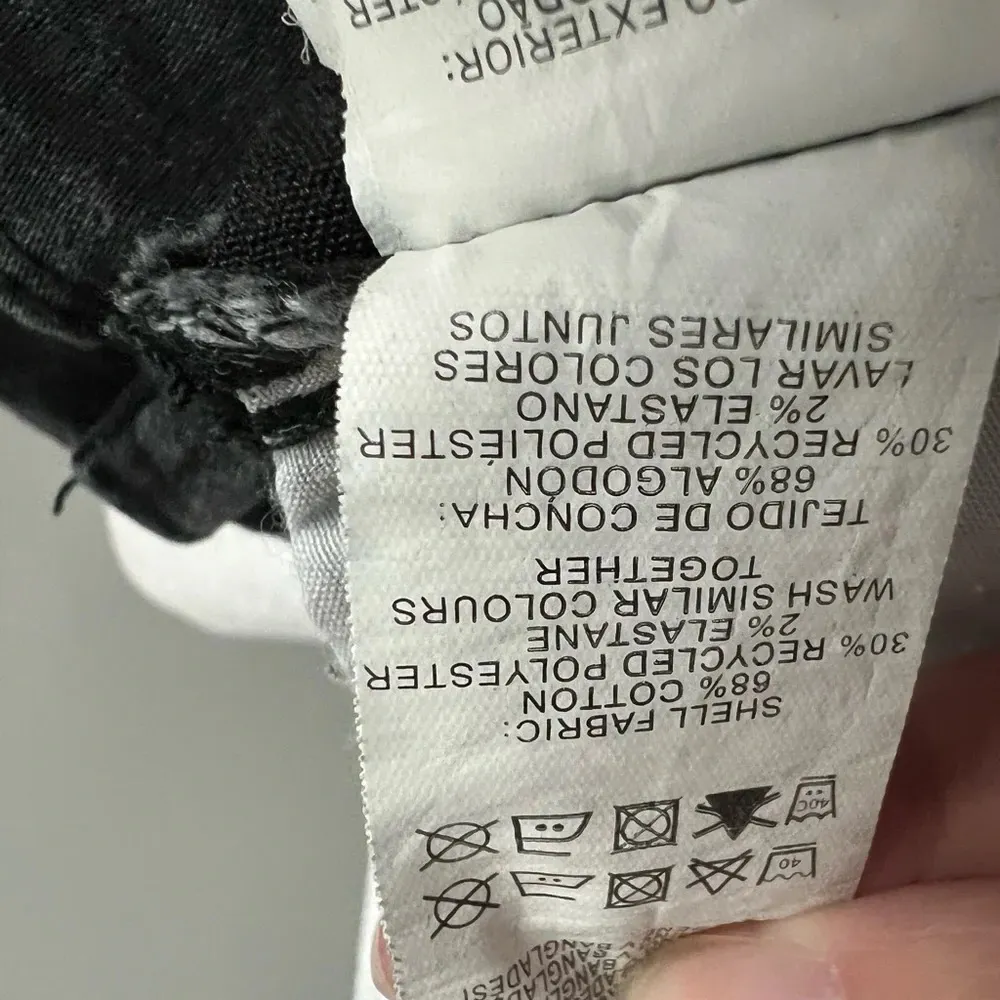 BANGLADES
40
40C
SHELL FABRIC:
68% COTTON
30% RECYCLED POLYESTER
2% ELASTANE
WASH SIMILAR COLOURS
TOGETHER
TEJIDO DE CONCHA:
68% ALGODÓN
30% RECYCLED POLIÉSTER
2% ELASTANO
LAVAR LOS COLORES
SIMILARES JUNTOS
EXTERIOR: